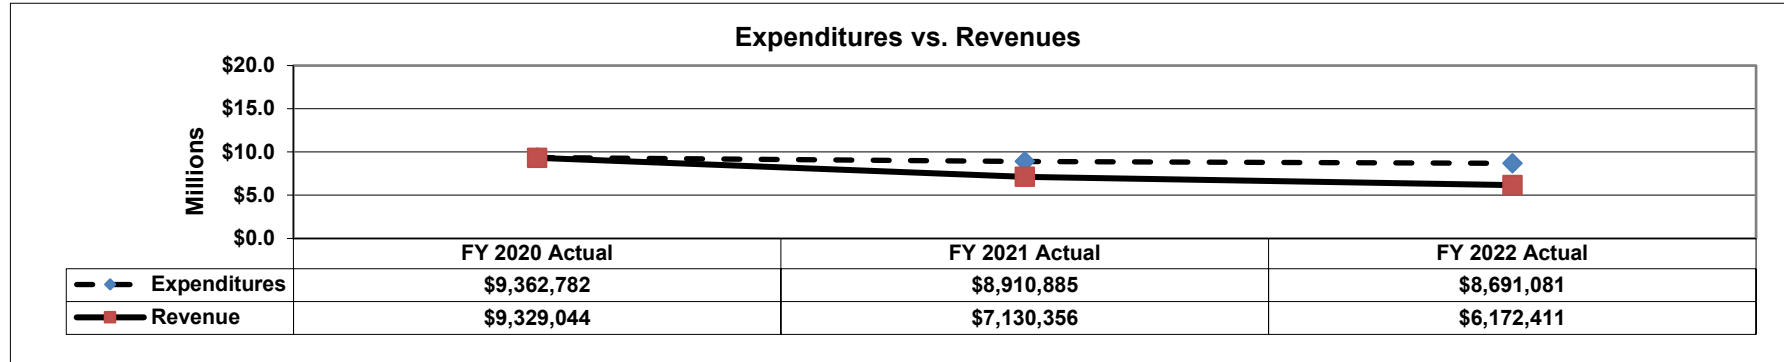 Expenditures vs. Revenues
$20.0
$15.0
$10.0
$5.0
$0.0
Millions
FY 2020 Actual FY 2021 Actual FY 2022 Actual
Expenditures $9,362,782 $8,910,885 $8,691,081
Revenue $9,329,044 $7,130,356 $6,172,411